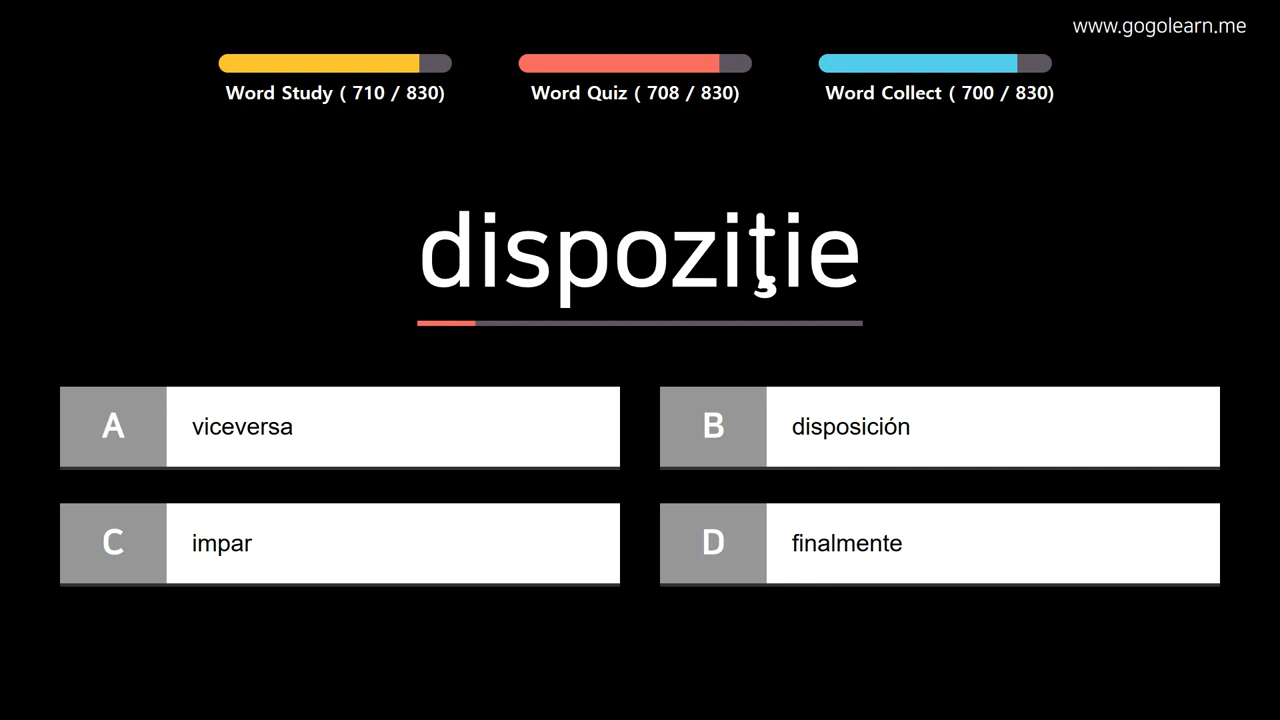 www.gogolearn.me
Word Study ( 710 / 830)
Word Quiz ( 708 / 830)
Word Collect ( 700 / 830)
dispoziţie
A viceversa
B disposición
C impar
D finalmente